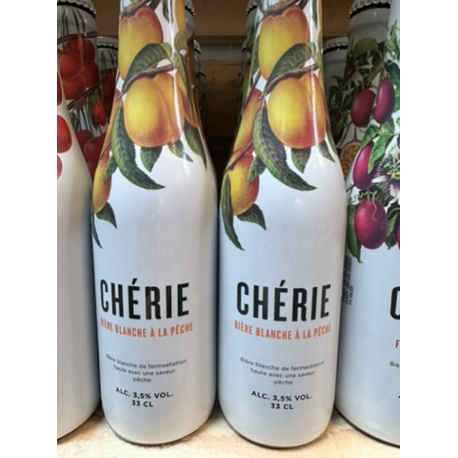 CHÉRIE
BIÈRE BLANCHE À LA PÊCHE
Bière blanche de fermentation
haute avec une saveur
pêche
ALC. 3,5% VOL.
33 CL
CHÉRIE
BIÈRE BLANCHE À LA PÊCHE
Bière blanche de fermentation
haute avec une saveur
pêche
ALC. 3,5% VOL.
33 CL